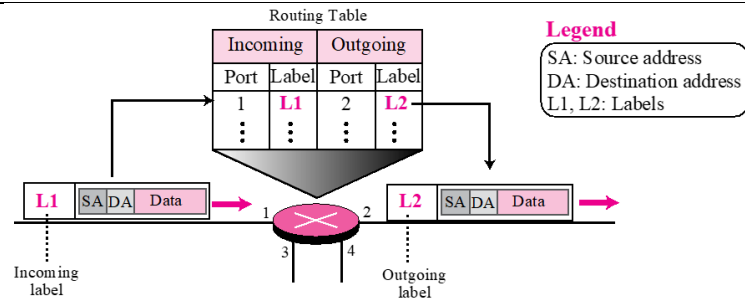 Routing Table
Incoming Outgoing
Port Label Port Label
1 L1 2 L2
Legend
SA: Source address
DA: Destination address
L1, L2: Labels
L1 SA DA Data
L2 SA DA Data
1 2
3 4
Incoming
label
Outgoing
label